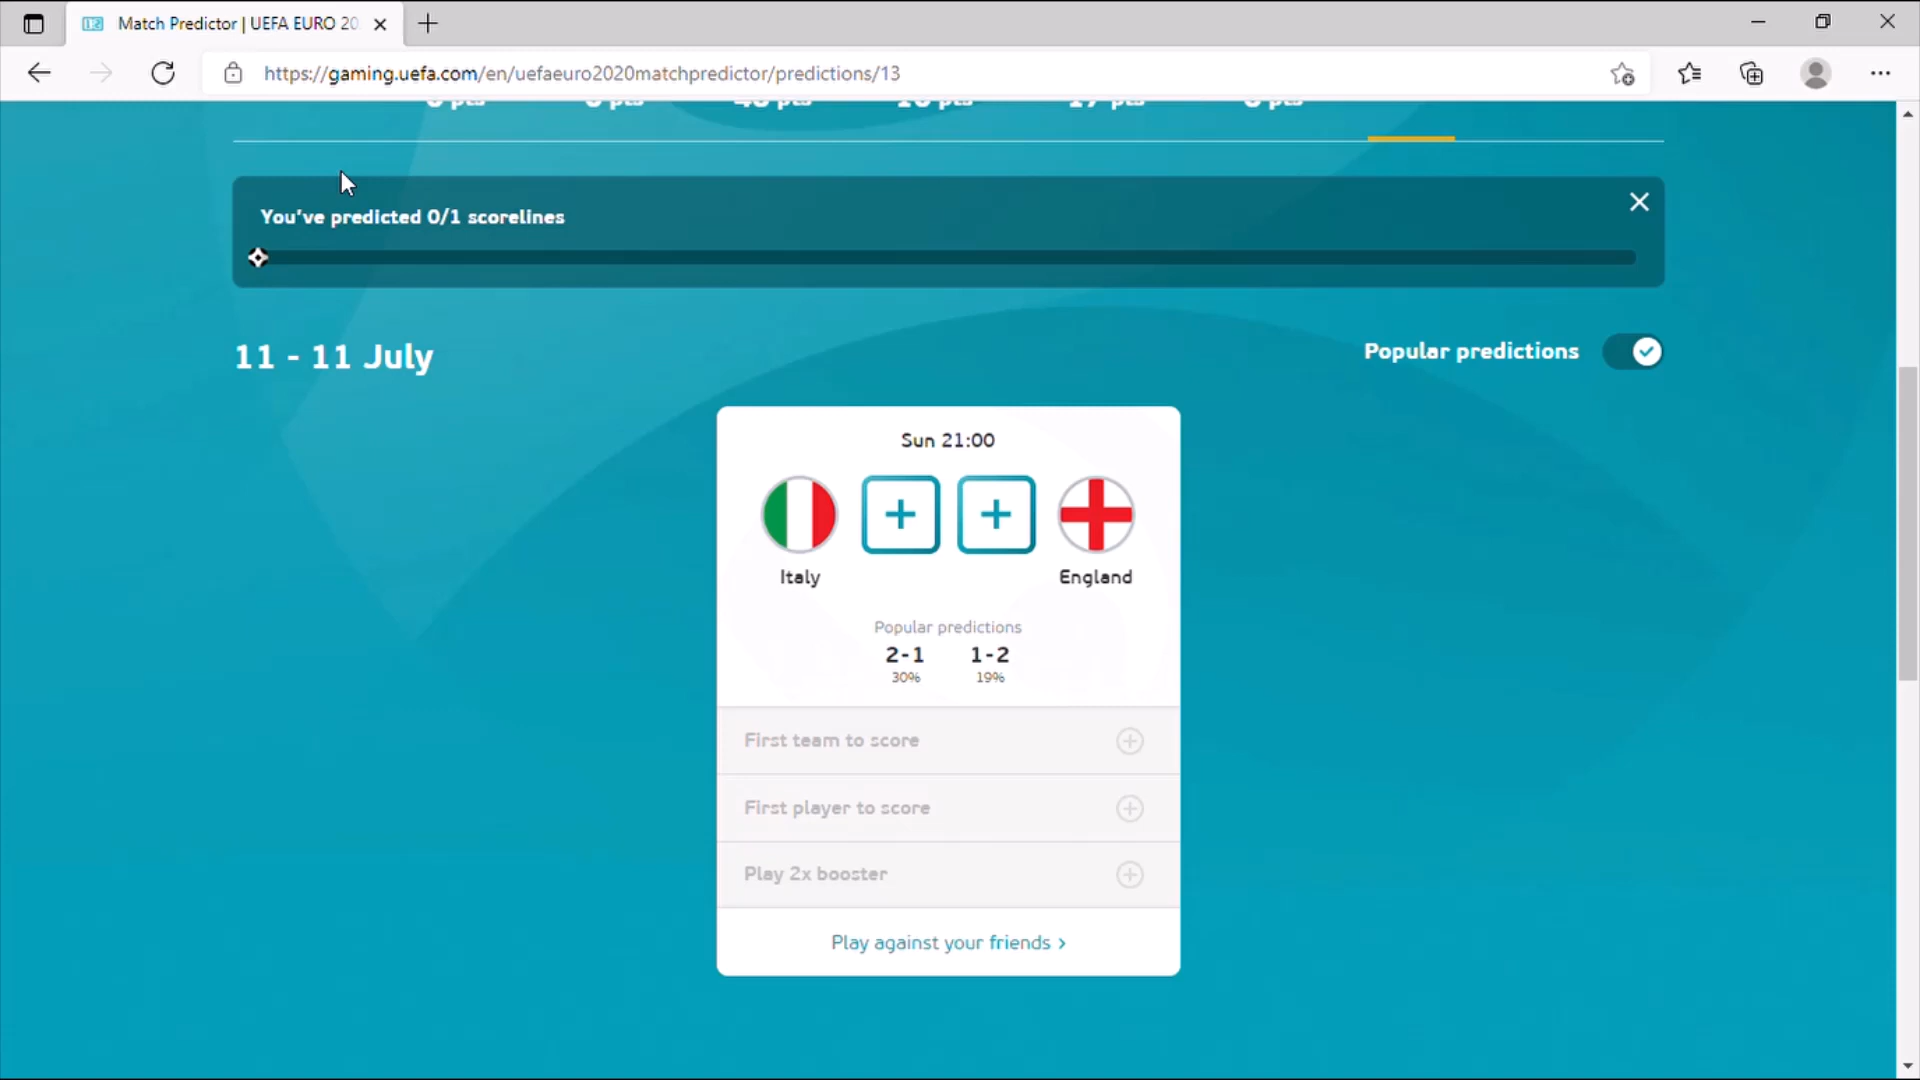 Match Predictor | UEFA EURO 20
https://gaming.uefa.com/en/uefaeuro2020matchpredictor/predictions/13
You've predicted 0/1 scorelines
11 - 11 July
Popular predictions
Sun 21:00
Italy
England
Popular predictions
2-1 1-2
30% 19%
First team to score
First player to score
Play 2x booster
Play against your friends >